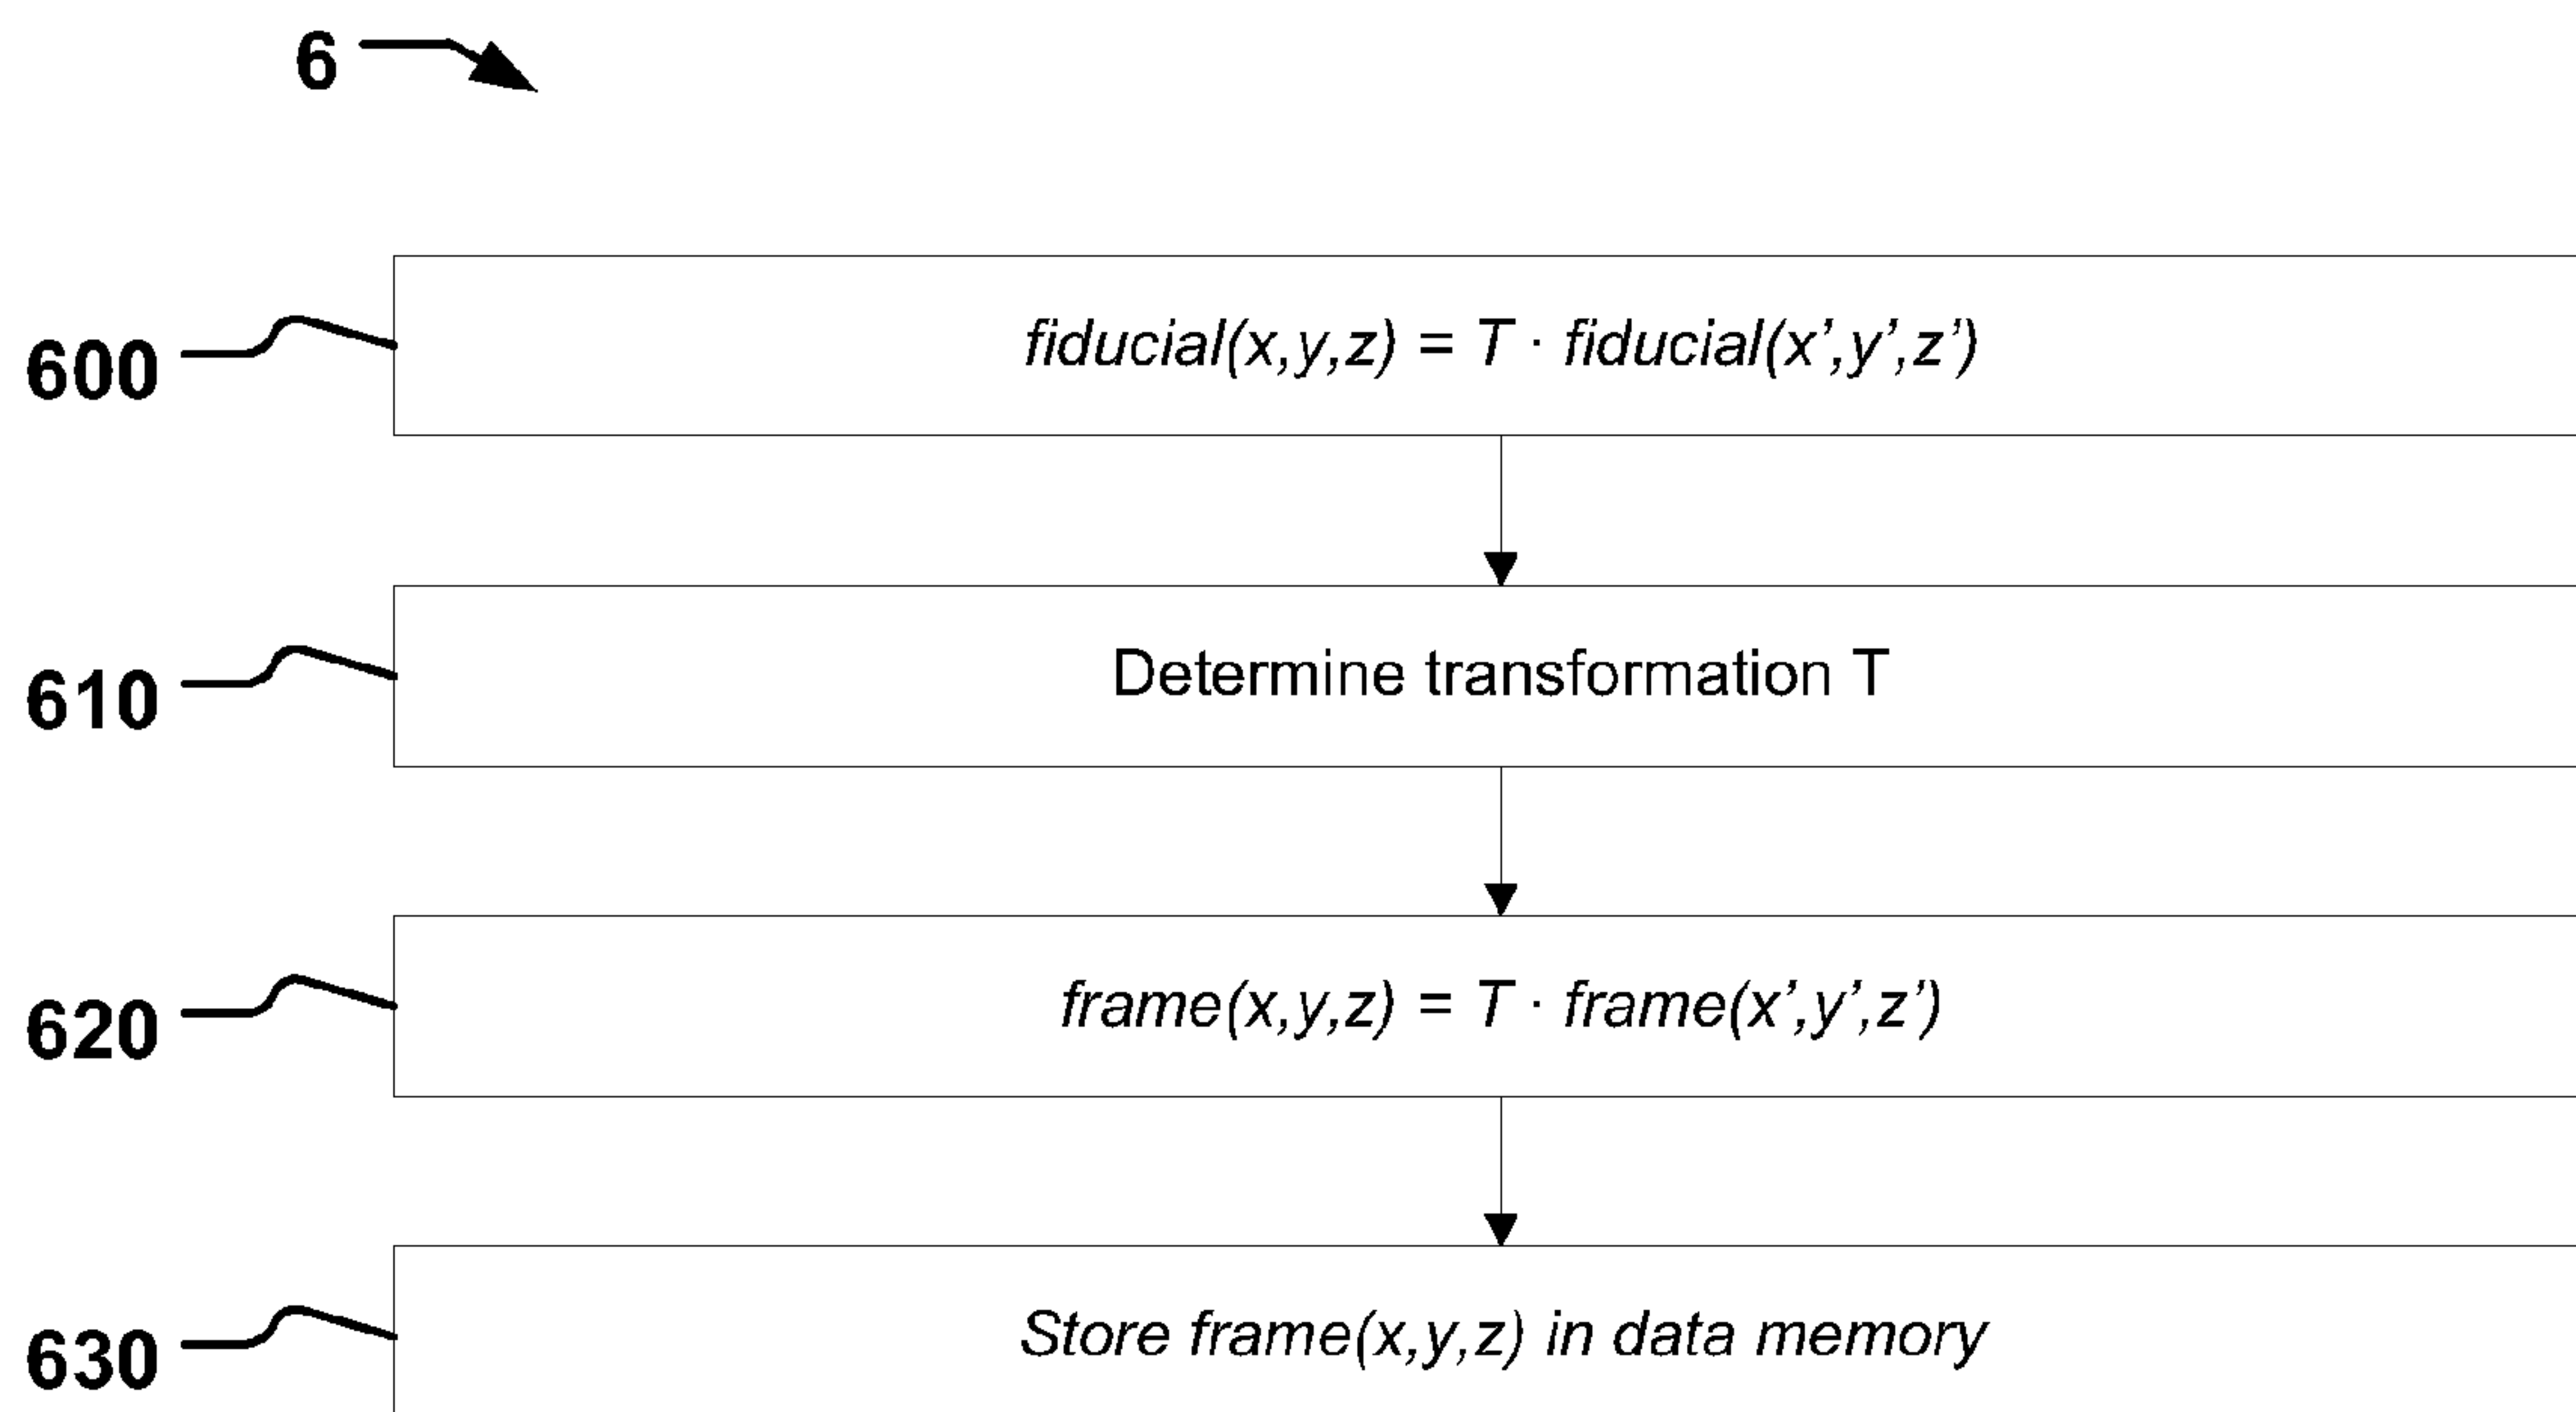 6
600 fiducial(x,y,z) = T · fiducial(x’,y’,z’)
610 Determine transformation T
620 frame(x,y,z) = T · frame(x’,y’,z’)
630 Store frame(x,y,z) in data memory